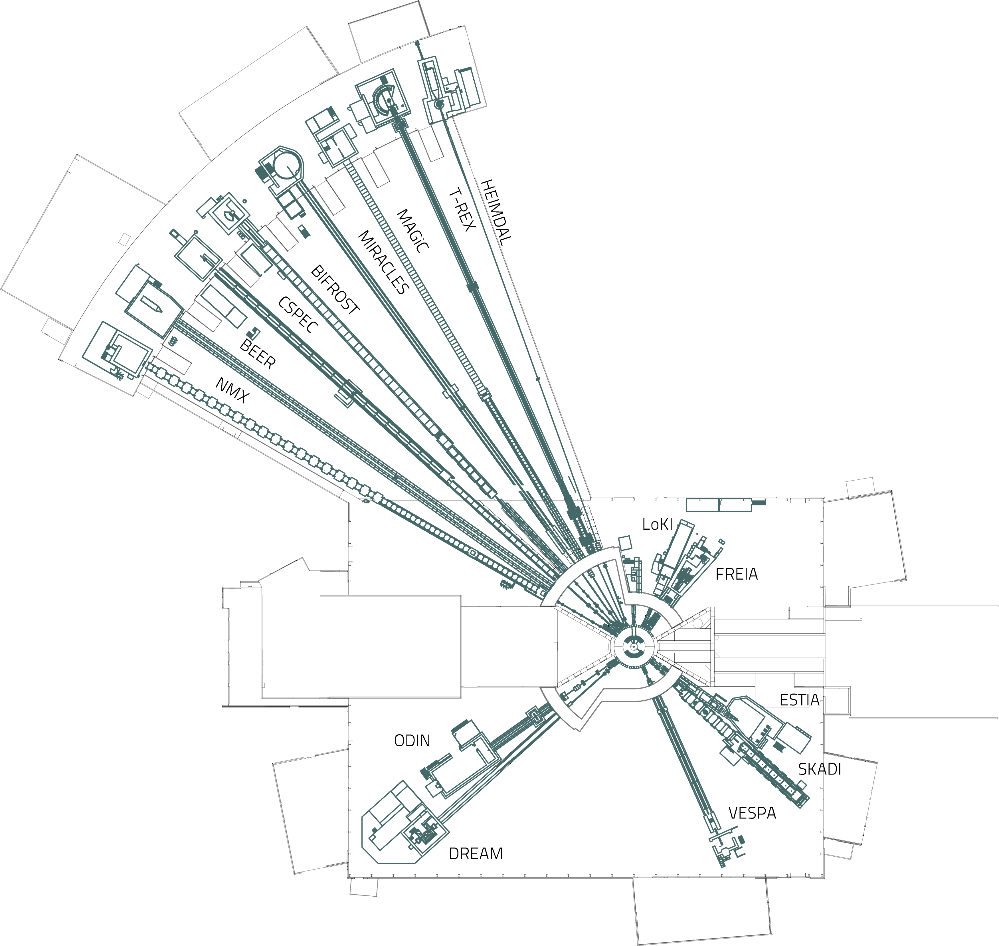 HEIMDAL
T-REX
MAGiC
MIRACLES
BIFROST
CSPEC
BEER
NMX
LoKI
FREIA
ESTIA
ODIN
SKADI
VESPA
DREAM